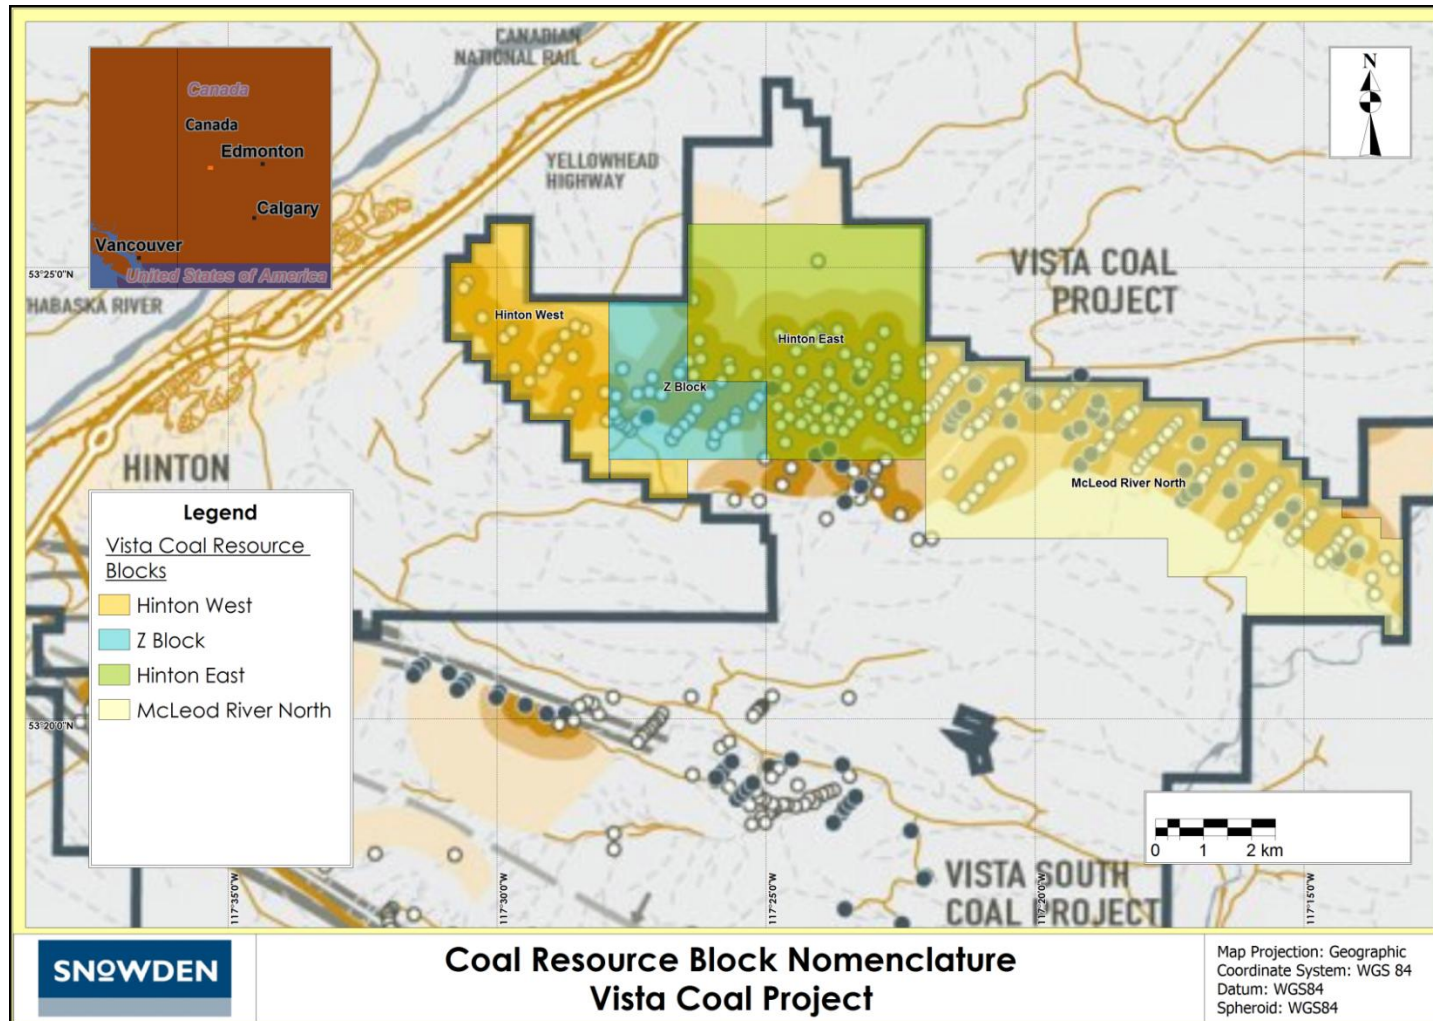 CANADIAN
NATIONAL RAIL
N
Canada
Canada
Edmonton
Calgary
Vancouver
United States of America
YELLOWHEAD
HIGHWAY
53°25'0"N
HABASKA RIVER
VISTA COAL
PROJECT
Hinton West
Hinton East
Z Block
McLeod River North
HINTON
Legend
Vista Coal Resource
Blocks
Hinton West
Z Block
Hinton East
McLeod River North
53°20'0"N
0 1 2 km
VISTA SOUTH
COAL PROJECT
117°35'0"W
117°30'0"W
117°25'0"W
117°20'0"W
117°15'0"W
SNOWDEN
Coal Resource Block Nomenclature
Vista Coal Project
Map Projection: Geographic
Coordinate System: WGS 84
Datum: WGS84
Spheroid: WGS84